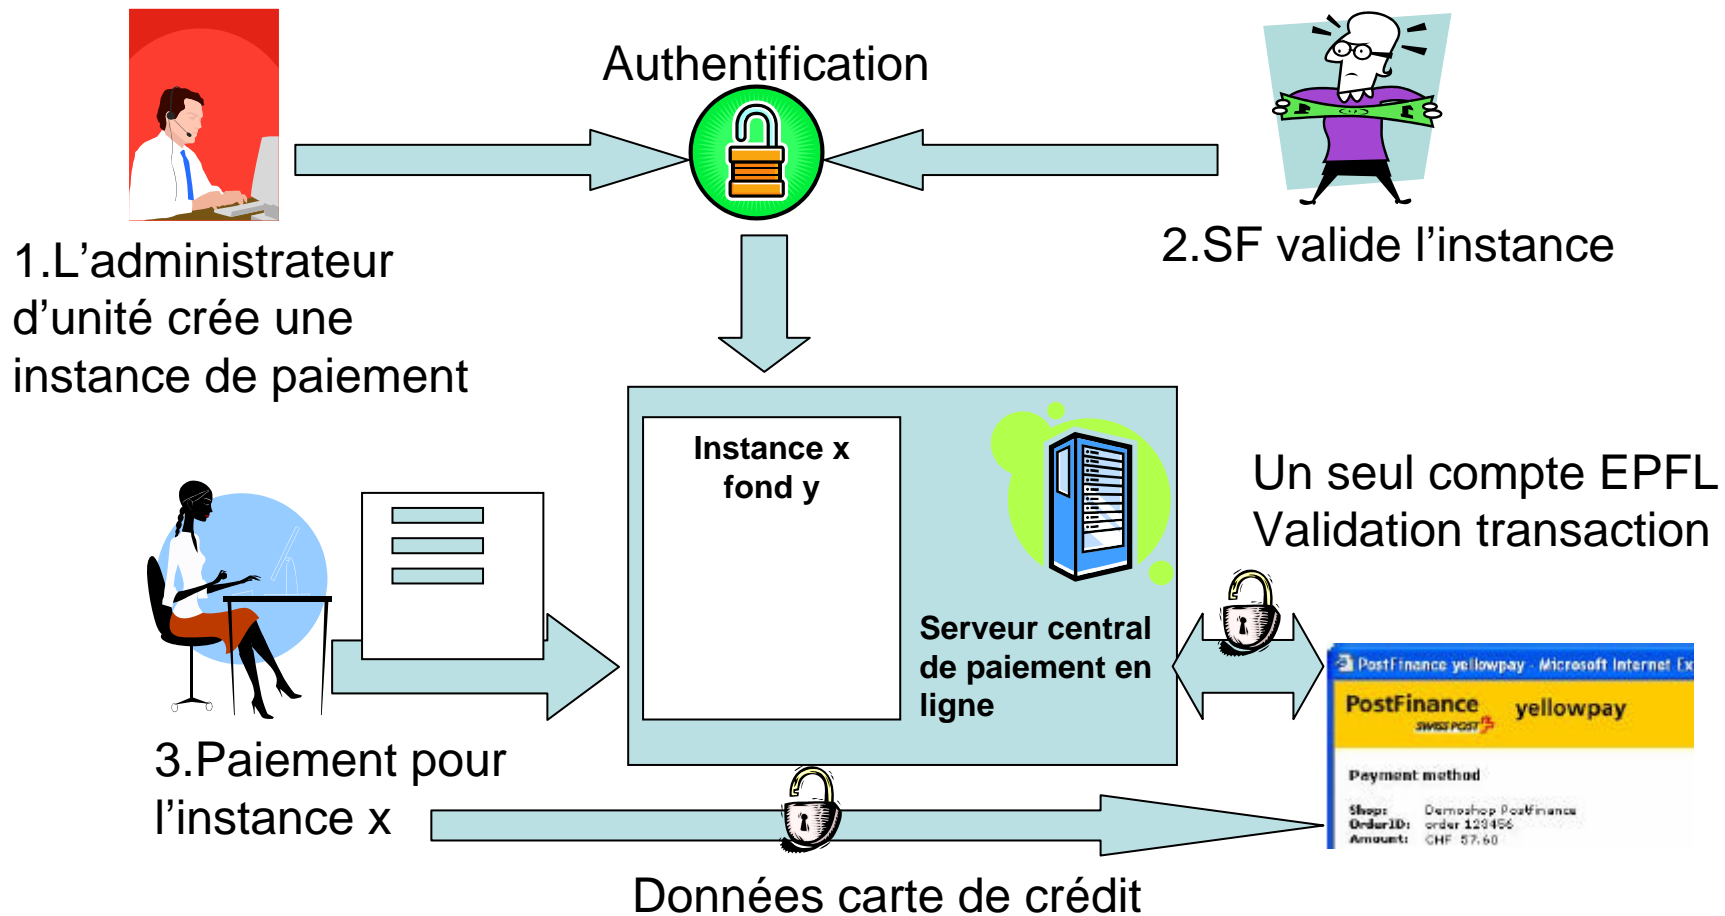 Authentification
1.L'administrateur
d'unité crée une
instance de paiement
2.SF valide l'instance
Instance x
fond y
Serveur central
de paiement en
ligne
Un seul compte EPFL
Validation transaction
PostFinance yellowpay - Microsoft Internet Ex
PostFinance yellowpay
SWISS POST
Payment method
Shop: Demoshop Postfinance
OrderID: order 123456
Amount: CHF 57.60
3.Paiement pour
l'instance x
Données carte de crédit